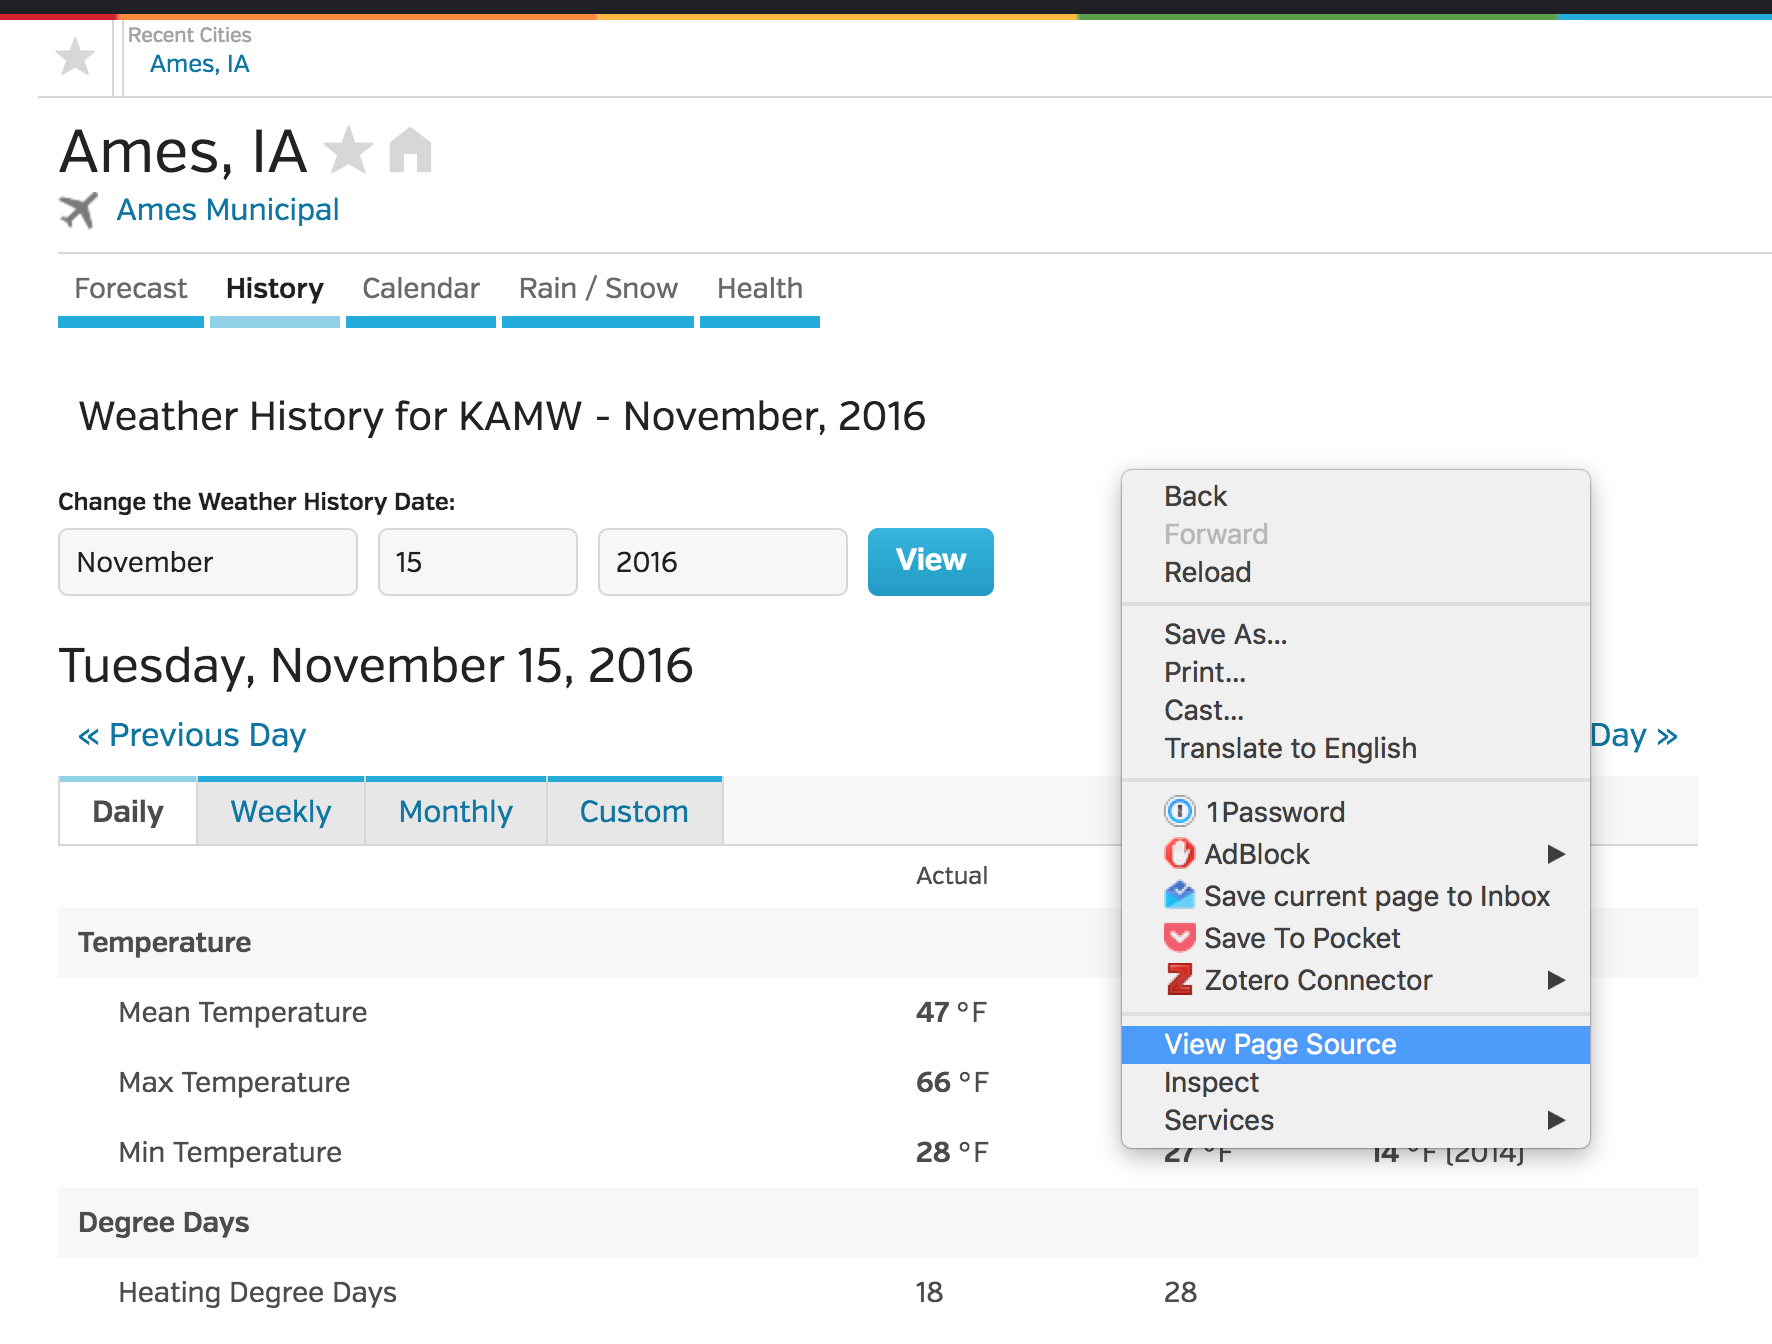 Recent Cities
Ames, IA
Ames, IA
Ames Municipal
Forecast History Calendar Rain / Snow Health
Weather History for KAMW - November, 2016
Change the Weather History Date:
November 15 2016 View
Tuesday, November 15, 2016
« Previous Day Day »
Daily Weekly Monthly Custom
Actual
Temperature
Mean Temperature 47 °F
Max Temperature 66 °F
Min Temperature 28 °F 27 °F 14 °F (2014)
Degree Days
Heating Degree Days 18 28
Back
Forward
Reload
Save As...
Print...
Cast...
Translate to English
1Password
AdBlock
Save current page to Inbox
Save To Pocket
Zotero Connector
View Page Source
Inspect
Services